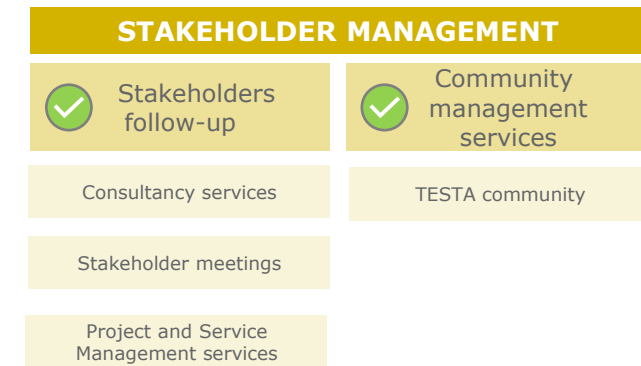 STAKEHOLDER MANAGEMENT
Stakeholders
follow-up
Community
management
services
Consultancy services
TESTA community
Stakeholder meetings
Project and Service
Management services